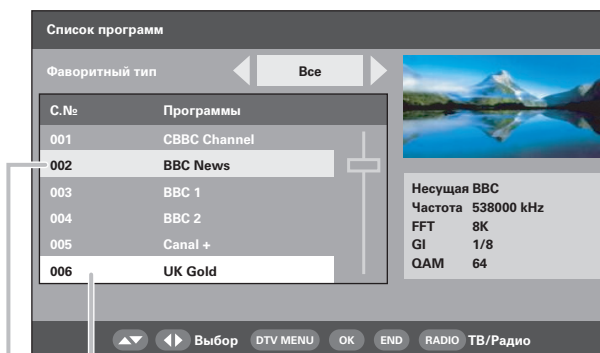 Список программ
Фаворитный тип
Все
С.№ Программы
001 CBBC Channel
002 BBC News
003 BBC 1
004 BBC 2
005 Canal +
006 UK Gold
Несущая BBC
Частота 538000 kHz
FFT 8K
GI 1/8
QAM 64
Выбор DTV MENU OK END RADIO ТВ/Радио